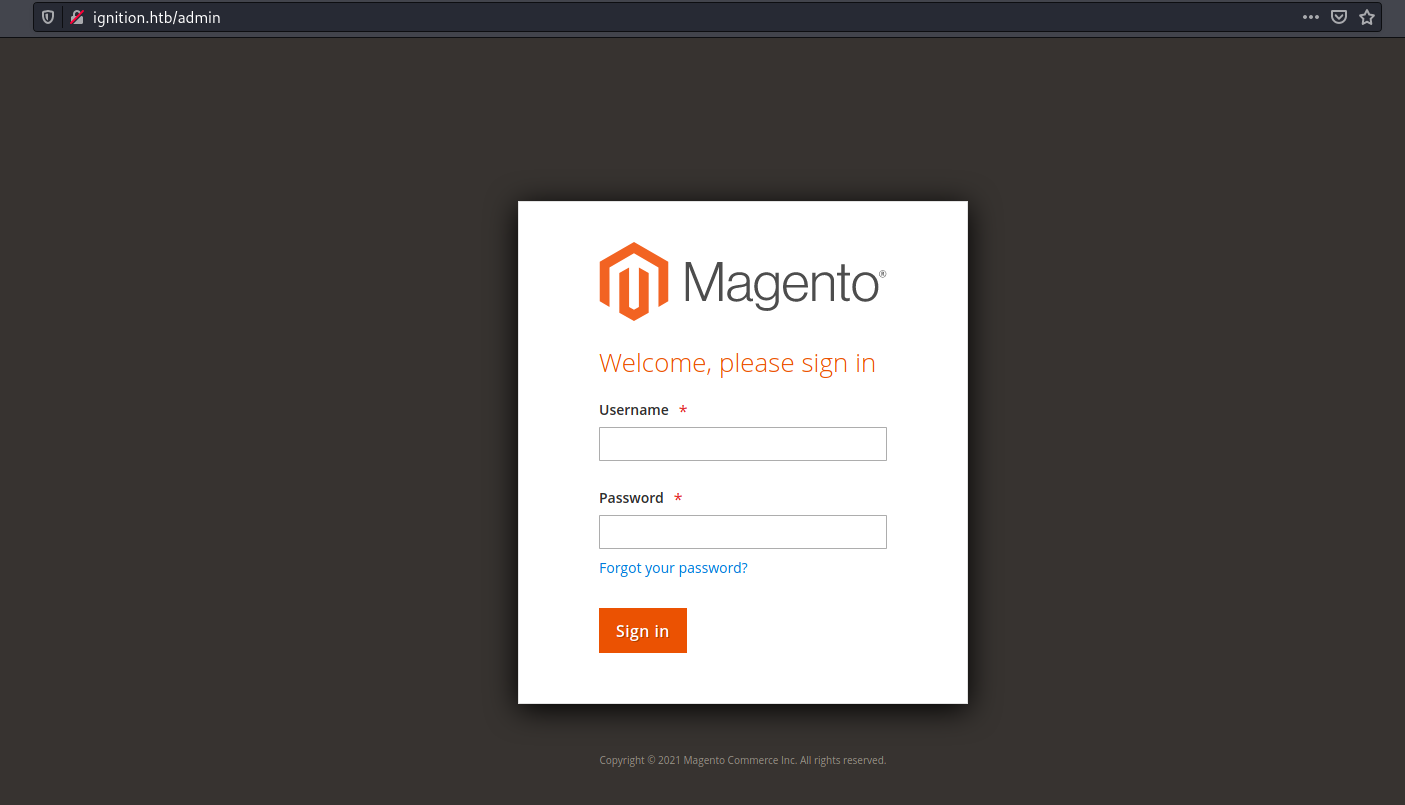 ignition.htb/admin
Magento®
Welcome, please sign in
Username *
Password *
Forgot your password?
Sign in
Copyright © 2021 Magento Commerce Inc. All rights reserved.